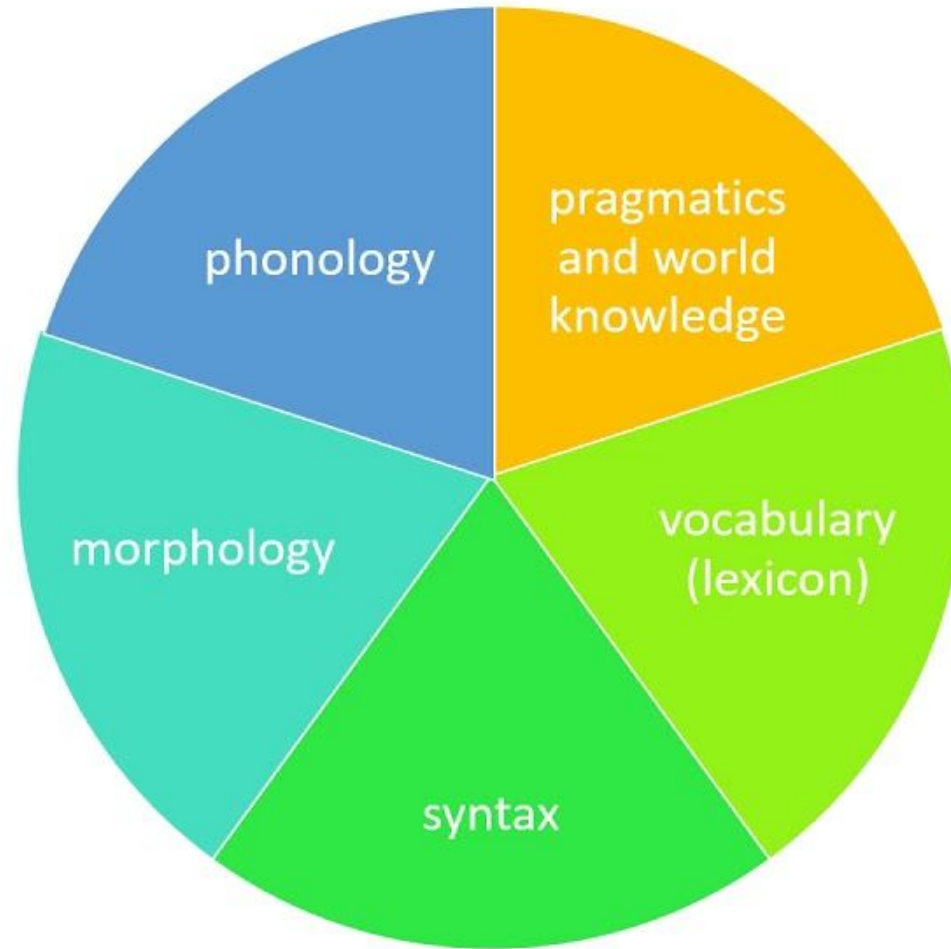 phonology
pragmatics
and world
knowledge
morphology
vocabulary
(lexicon)
syntax